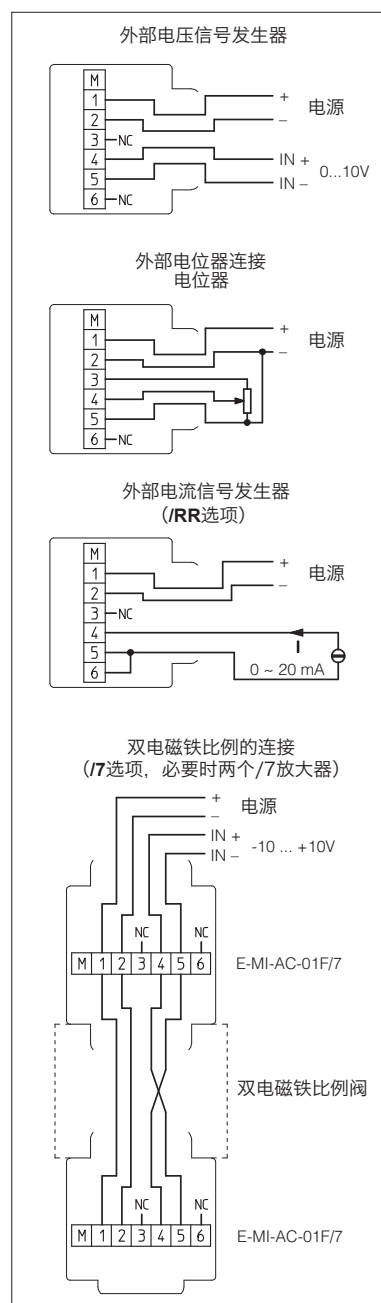 外部电压信号发生器
M
1
+ 电源
2
–
3 NC
4
IN + 0...10V
5
IN –
6 NC
外部电位器连接
电位器
M
1
+ 电源
2
–
3
4
5
6 NC
外部电流信号发生器
（/RR选项）
M
1
+ 电源
2
–
3 NC
4
I
5
0 ~ 20 mA
6
双电磁铁比例的连接
（/7选项，必要时两个/7放大器）
+ 电源
–
IN + -10 ... +10V
IN –
NC NC
M 1 2 3 4 5 6 E-MI-AC-01F/7
双电磁铁比例阀
NC NC
M 1 2 3 4 5 6 E-MI-AC-01F/7